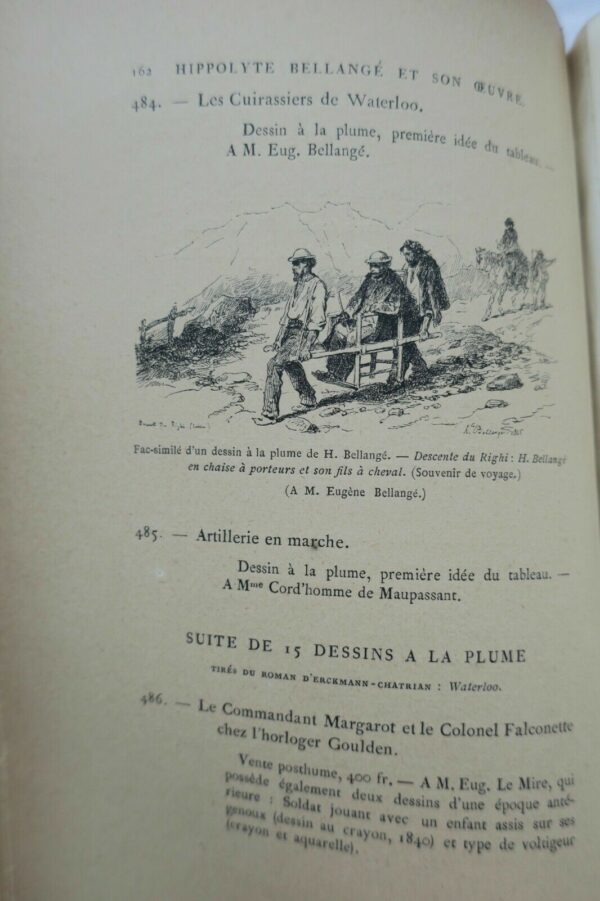 162 HIPPOLYTE BELLANGÉ ET SON ŒUVRE.
484. — Les Cuirassiers de Waterloo.
Dessin à la plume, première idée du tableau. —
A M. Eug. Bellangé.
Fac-similé d'un dessin à la plume de H. Bellangé. — Descente du Righi : H. Bellangé
en chaise à porteurs et son fils à cheval. (Souvenir de voyage.)
(A M. Eugène Bellangé.)
485. — Artillerie en marche.
Dessin à la plume, première idée du tableau. —
A Mme Cord'homme de Maupassant.
SUITE DE 15 DESSINS A LA PLUME
TIRÉS DU ROMAN D'ERCKMANN-CHATRIAN : Waterloo.
486. — Le Commandant Margarot et le Colonel Falconette
chez l'horloger Goulden.
Vente posthume, 400 fr. — A M. Eug. Le Mire, qui
possède également deux dessins d'une époque anté-
rieure : Soldat jouant avec un enfant assis sur ses
genoux (dessin au crayon, 1840) et type de voltigeur
(crayon et aquarelle).